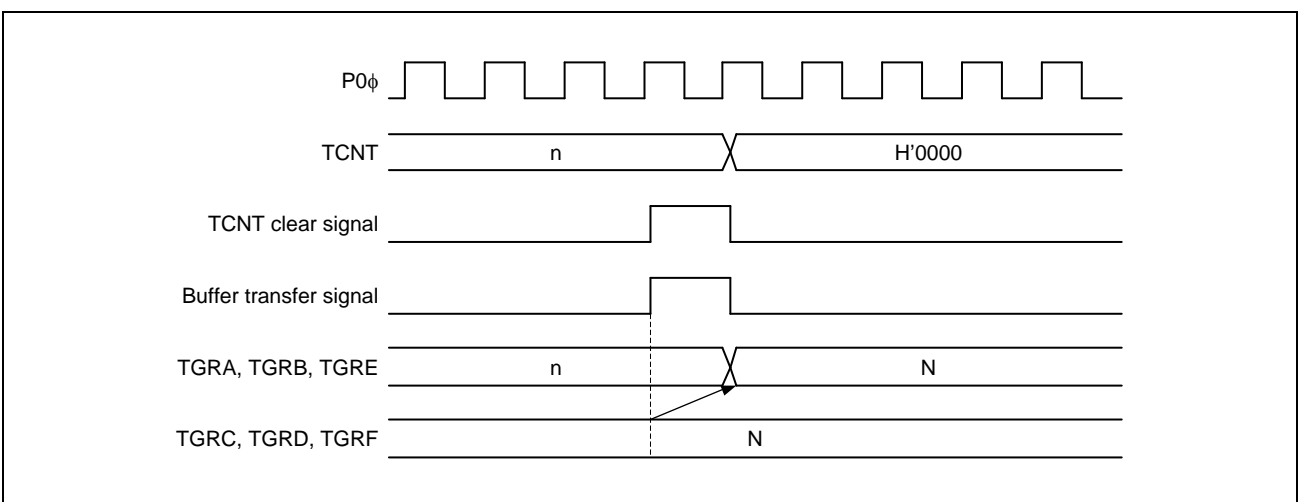 P0ϕ
TCNT n H'0000
TCNT clear signal
Buffer transfer signal
TGRA, TGRB, TGRE n N
TGRC, TGRD, TGRF N